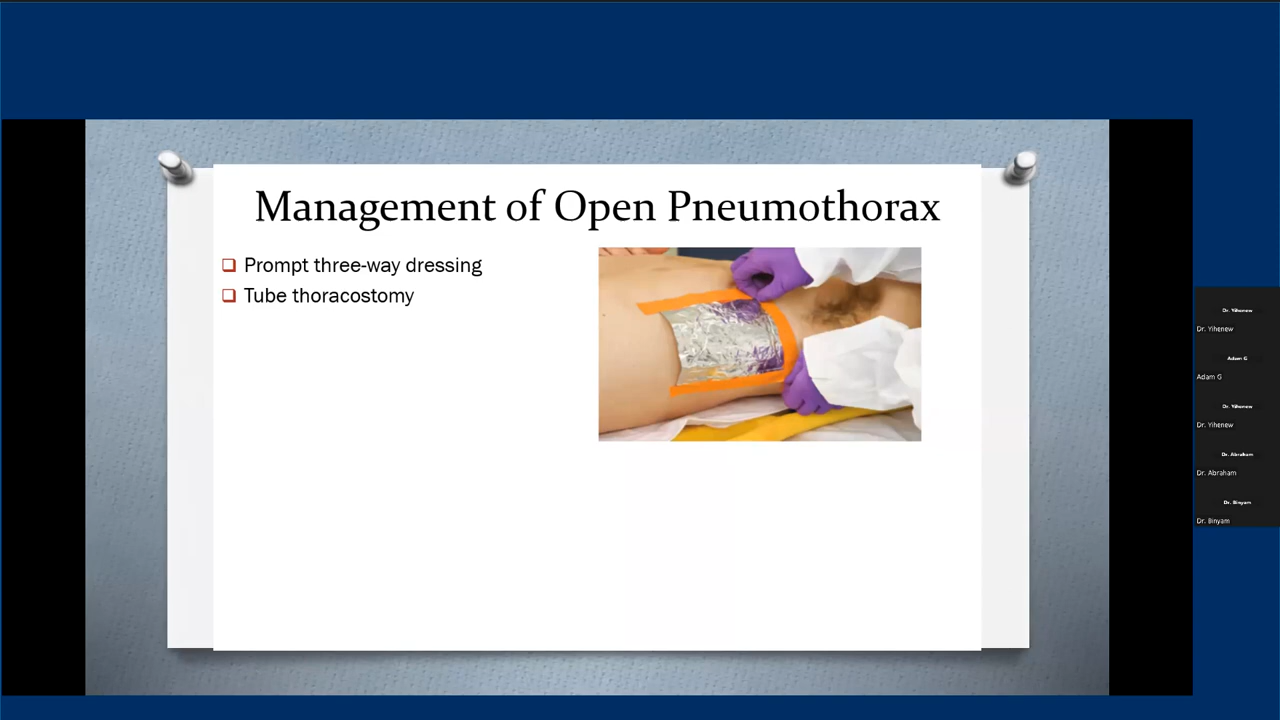 Management of Open Pneumothorax
Prompt three-way dressing
Tube thoracostomy
Dr. Yihenew
Dr. Yihenew
Adam G
Adam G
Dr. Yihenew
Dr. Yihenew
Dr. Abraham
Dr. Abraham
Dr. Binyam
Dr. Binyam